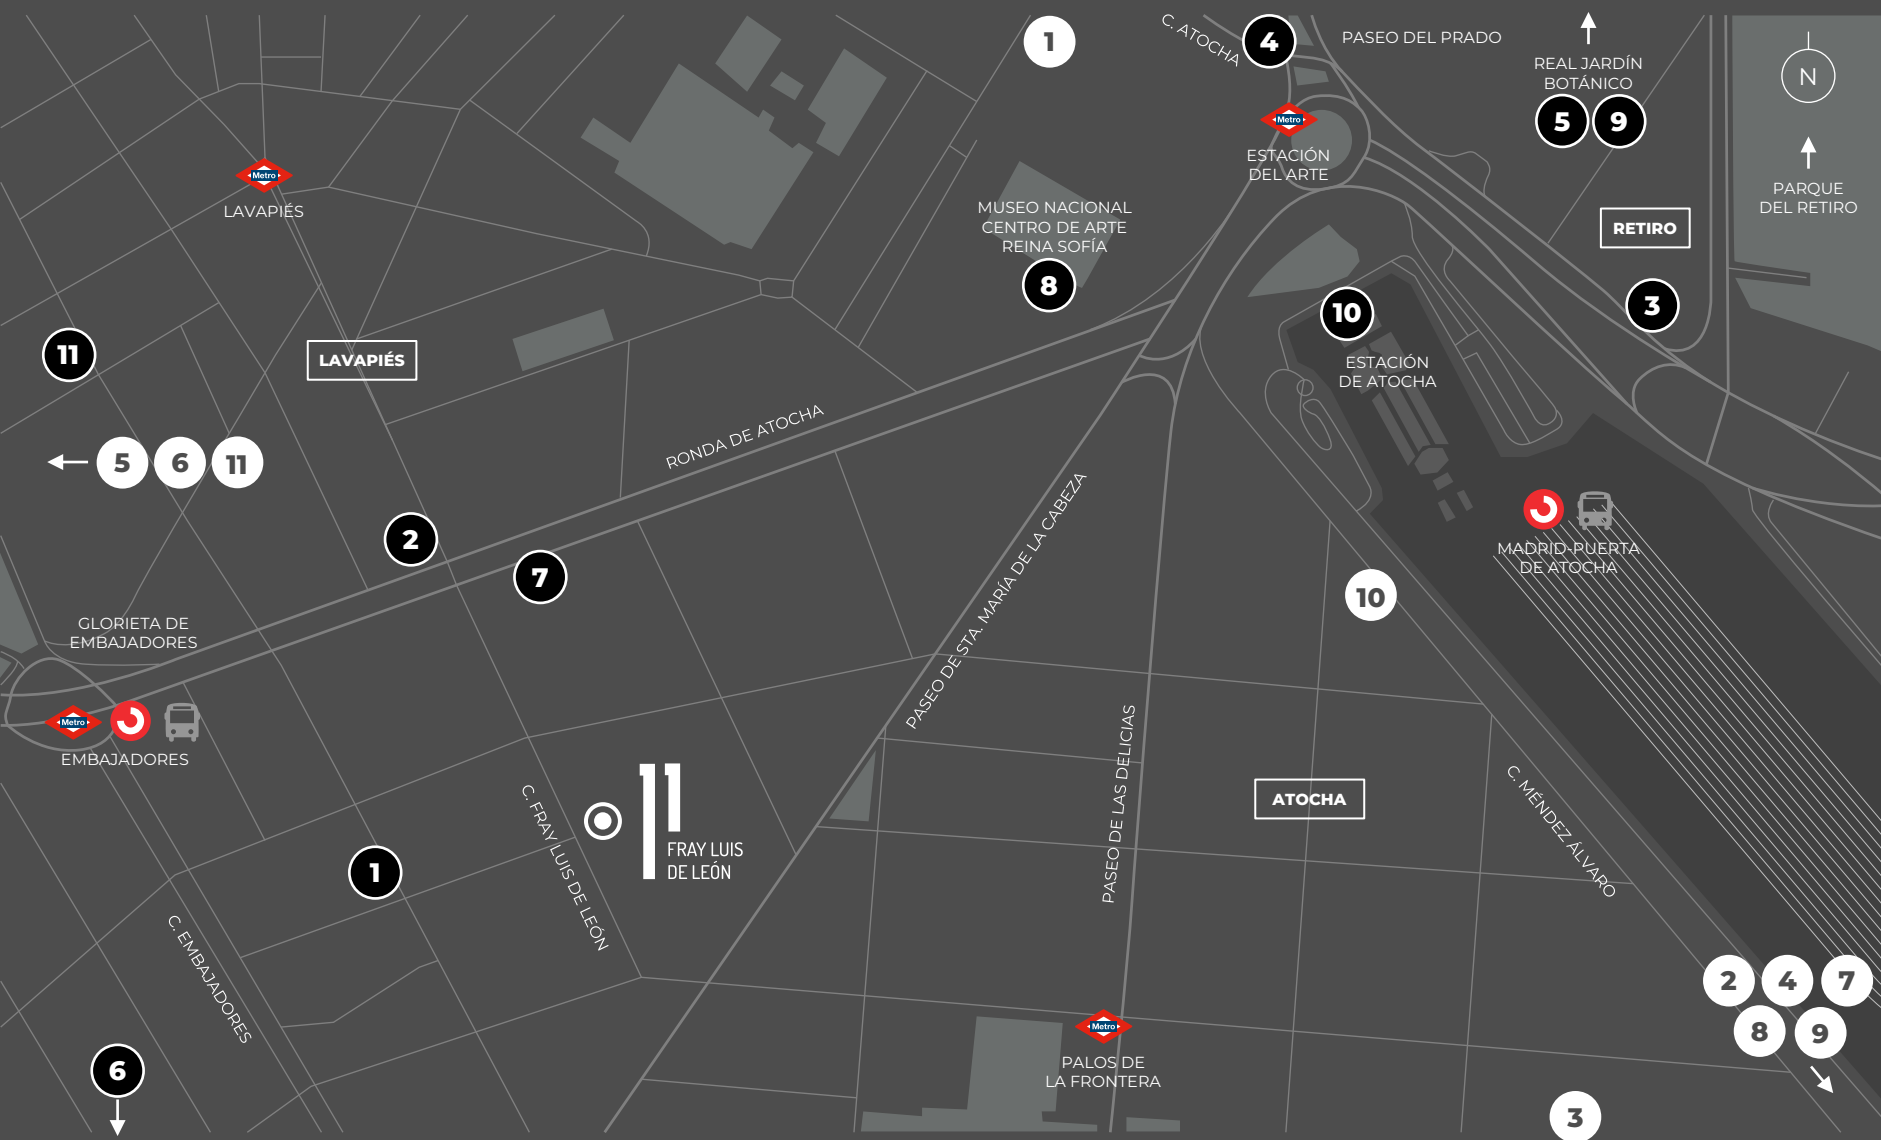 1
C. ATOCHA
4
PASEO DEL PRADO
REAL JARDÍN
BOTÁNICO
5
9
N
Metro
ESTACIÓN
DEL ARTE
PARQUE
DEL RETIRO
Metro
LAVAPIÉS
MUSEO NACIONAL
CENTRO DE ARTE
REINA SOFÍA
8
RETIRO
3
10
ESTACIÓN
DE ATOCHA
11
LAVAPIÉS
RONDA DE ATOCHA
5
6
11
2
7
PASEO DE STA. MARÍA DE LA CABEZA
MADRID-PUERTA
DE ATOCHA
10
GLORIETA DE
EMBAJADORES
Metro
EMBAJADORES
C. FRAY LUIS DE LEÓN
11
FRAY LUIS
DE LEÓN
PASEO DE LAS DELICIAS
ATOCHA
C. MÉNDEZ ÁLVARO
1
C. EMBAJADORES
2
4
7
8
9
Metro
PALOS DE
LA FRONTERA
6
3